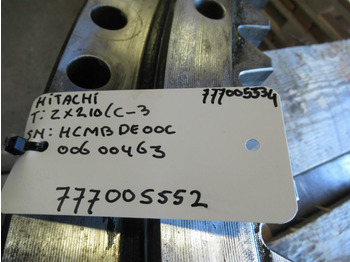 HITACHI
777005534
T: ZX210LC-3
SN: HCMBDE00C
00600463
777005552